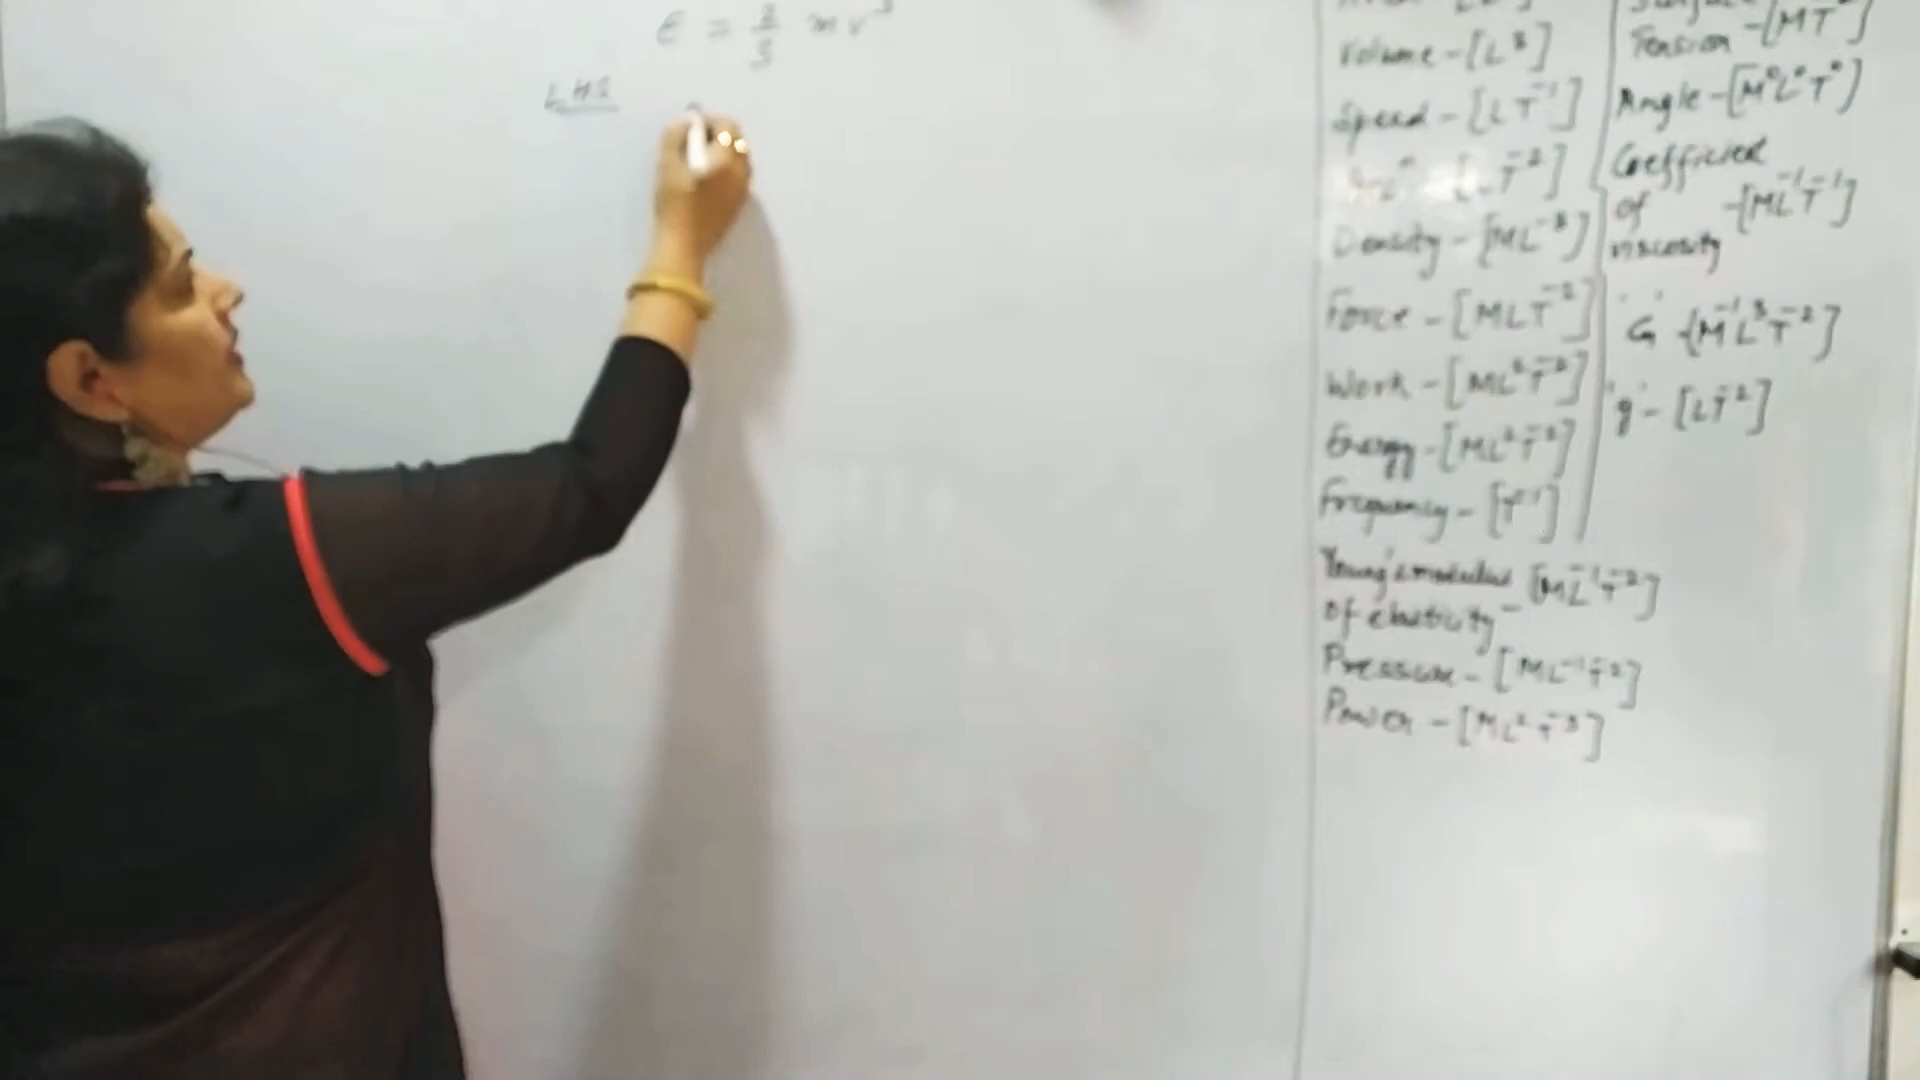 E = 2/3 mv³
LHS
Volume - [L³]
Speed - [LT⁻¹]
T⁻²]
Density - [ML⁻³]
Force - [MLT⁻²]
Work - [ML²T⁻²]
Energy - [ML²T⁻²]
Frequency - [T⁻¹]
Young's modulus [ML⁻¹T⁻²]
of elasticity -
Pressure - [ML⁻¹T⁻²]
Power - [ML²T⁻³]
Tension - [MT⁻²]
Angle - [M⁰L⁰T⁰]
Coefficient
of - [ML⁻¹T⁻¹]
viscosity
'G' - [M⁻¹L³T⁻²]
'g' - [LT⁻²]